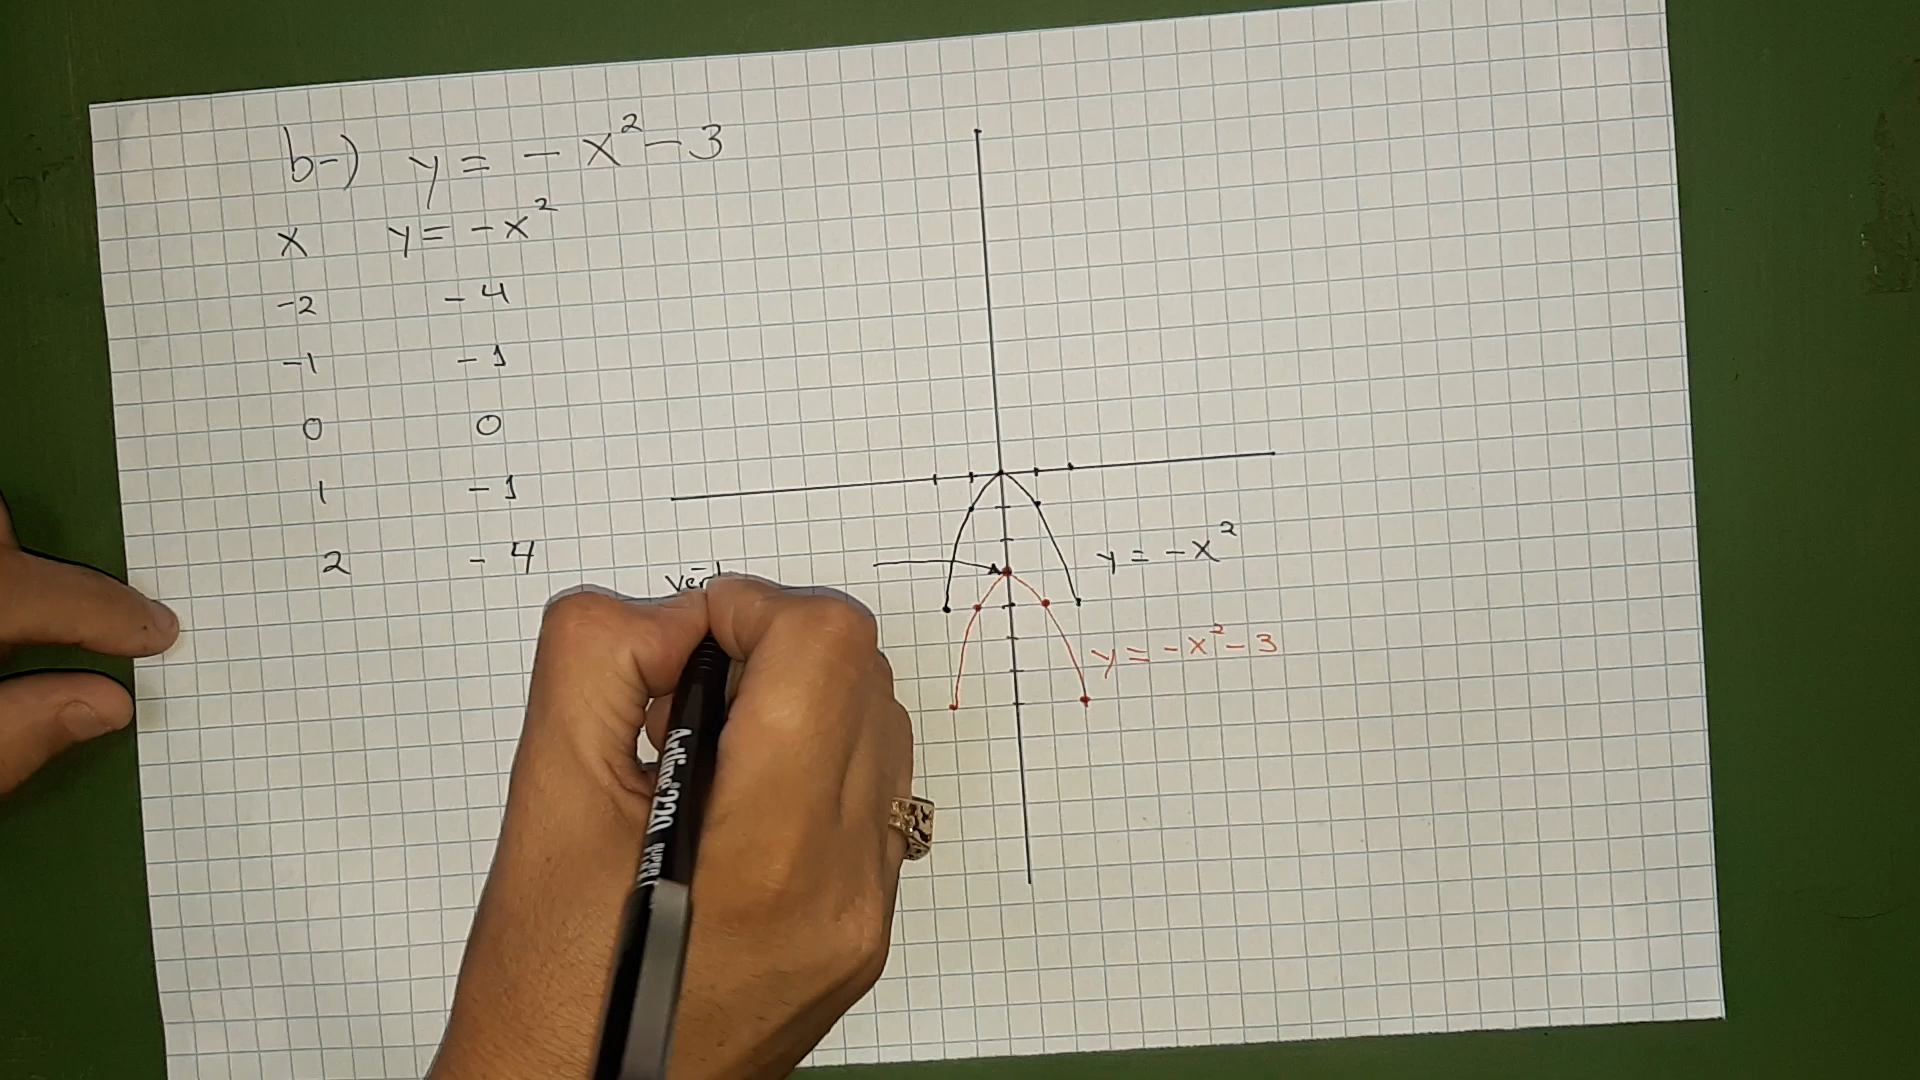 b-) y = - x² - 3
x y = - x²
-2 - 4
-1 - 1
0 0
1 - 1
2 - 4
y = - x²
y = - x² - 3
Artline 220